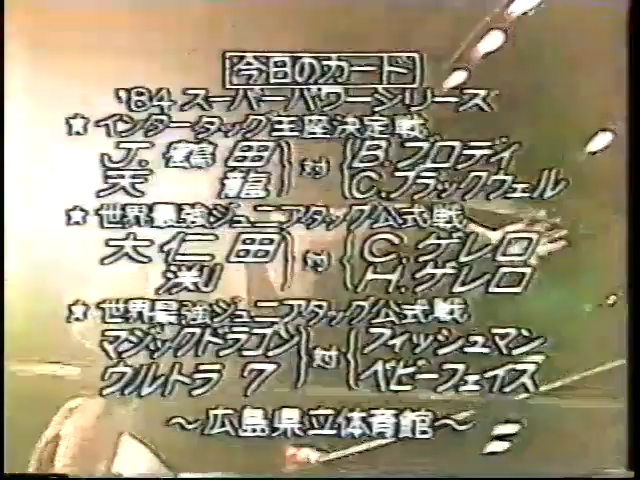 今日のカード
'84スーパーパワーシリーズ
★インタータッグ王座決定戦
J.鶴田 対 B.ブロディ
天龍 C.ブラックウェル
★世界最強ジュニアタッグ公式戦
大仁田 対 C.ゲレロ
渕 H.ゲレロ
★世界最強ジュニアタッグ公式戦
マジックドラゴン 対 フィッシュマン
ウルトラ7 ベビーフェイス
～広島県立体育館～